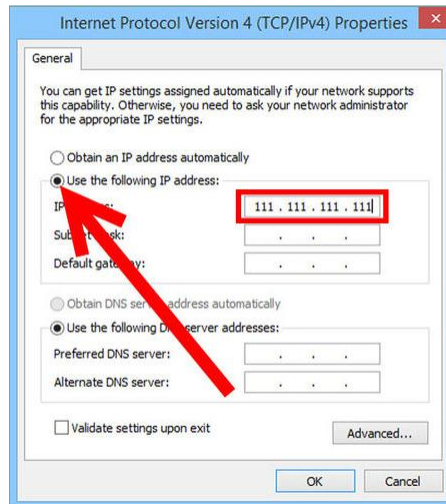 Internet Protocol Version 4 (TCP/IPv4) Properties
x
General
You can get IP settings assigned automatically if your network supports
this capability. Otherwise, you need to ask your network administrator
for the appropriate IP settings.
Obtain an IP address automatically
Use the following IP address:
111 . 111 . 111 . 111
Default
Obtain DNS address automatically
Use the following server addresses:
Preferred DNS server:
Alternate DNS server:
Validate settings upon exit
Advanced...
OK
Cancel